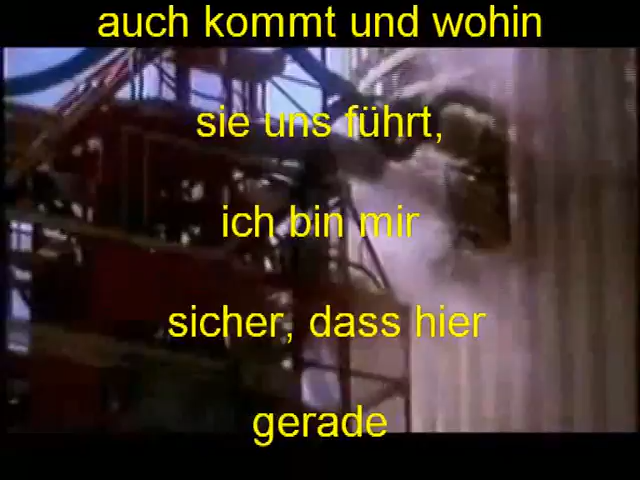 auch kommt und wohin
sie uns führt,
ich bin mir
sicher, dass hier
gerade